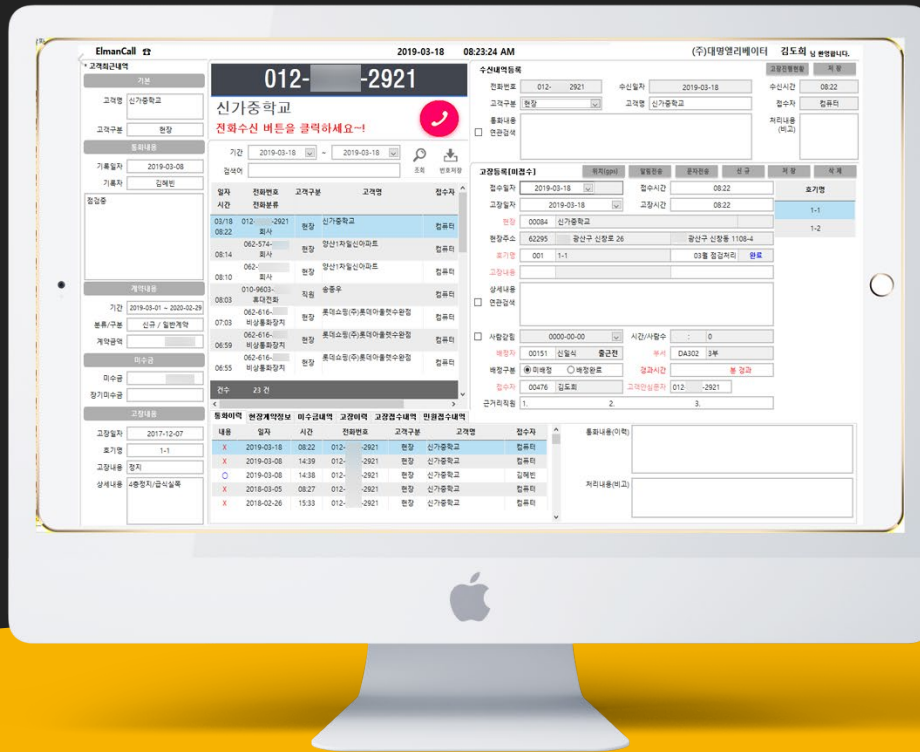 ElmanCall ☎ 2019-03-18 08:23:24 AM (주)대명엘리베이터 김도희 님 환영합니다.
* 고객최근내역
기본
고객명 신가중학교
고객구분 현장
통화내용
기록일자 2019-03-08
기록자 김혜빈
점검중
계약내용
기간 2019-03-01 ~ 2020-02-29
분류/구분 신규 / 일반계약
계약금액
미수금
미수금
장기미수금
고장내용
고장일자 2017-12-07
호기명 1-1
고장내용 정지
상세내용 4층정지/급식실쪽
012- -2921
신가중학교
전화수신 버튼을 클릭하세요~!
기간 2019-03-18 ~ 2019-03-18
검색어
조회 번호저장
일자 전화번호 고객구분 고객명 접수자
시간 전화분류
03/18 012- -2921 현장 신가중학교 컴퓨터
08:22 회사
062-574- 현장 양산1차일신아파트 컴퓨터
08:14 회사
062- 현장 양산1차일신아파트 컴퓨터
08:10 회사
010-9603- 직원 송종우 컴퓨터
08:03 휴대전화
062-616- 현장 롯데쇼핑(주)롯데아울렛수완점 컴퓨터
07:03 비상통화장치
062-616- 현장 롯데쇼핑(주)롯데아울렛수완점 컴퓨터
06:59 비상통화장치
062-616- 현장 롯데쇼핑(주)롯데아울렛수완점 컴퓨터
06:55 비상통화장치
건수 23 건
통화이력 현장계약정보 미수금내역 고장이력 고장접수내역 민원접수내역
내용 일자 시간 전화번호 고객구분 고객명 접수자
X 2019-03-18 08:22 012- -2921 현장 신가중학교 컴퓨터
X 2019-03-08 14:39 012- -2921 현장 신가중학교 컴퓨터
O 2019-03-08 14:38 012- -2921 현장 신가중학교 김혜빈
X 2018-03-05 08:27 012- -2921 현장 신가중학교 컴퓨터
X 2018-02-26 15:33 012- -2921 현장 신가중학교 컴퓨터
수신내역등록 고장진행현황 저 장
전화번호 012- 2921 수신일자 2019-03-18 수신시간 08:22
고객구분 현장 고객명 신가중학교 접수자 컴퓨터
통화내용 처리내용
연관검색 (비고)
고장등록[미접수] 위치(gps) 알림전송 문자전송 신 규 저 장 삭 제
접수일자 2019-03-18 접수시간 08:22 호기명
고장일자 2019-03-18 고장시간 08:22 1-1
현장 00084 신가중학교 1-2
현장주소 62295 광산구 신창로 26 광산구 신창동 1108-4
호기명 001 1-1 03월 점검처리 완료
고장내용
상세내용
연관검색
사람갇힘 0000-00-00 시간/사람수 : 0
배정자 00151 신일식 출근전 부서 DA302 3부
배정구분 미배정 배정완료 경과시간 분 경과
접수자 00476 김도희 고객안심문자 012- -2921
근거리직원 1. 2. 3.
통화내용(이력)
처리내용(비고)